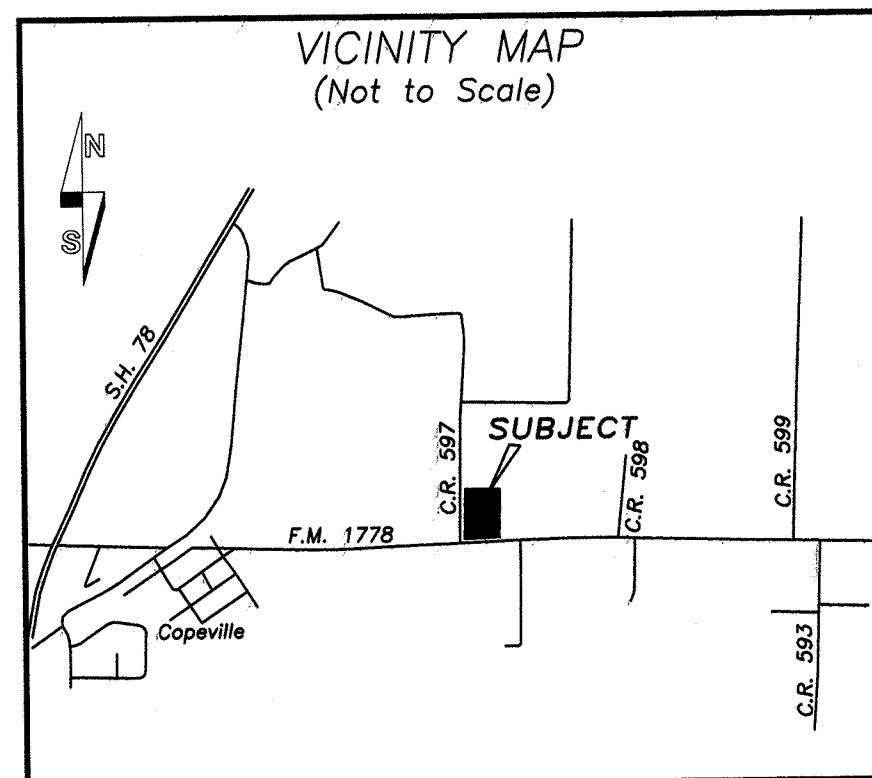 VICINITY MAP
(Not to Scale)
N
S
S.H. 78
C.R. 597
SUBJECT
C.R. 598
C.R. 599
F.M. 1778
Copeville
C.R. 593